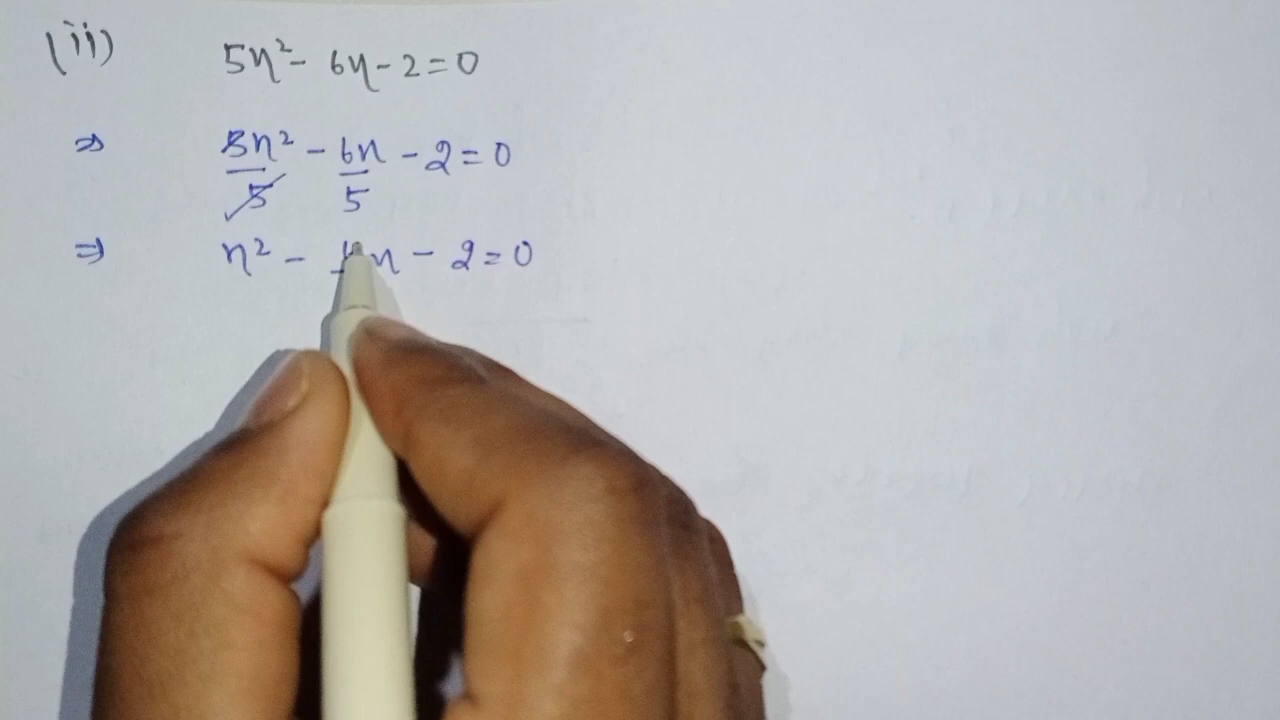 (ii) 5x² - 6x - 2 = 0
⇒ 5x²/5 - 6x/5 - 2 = 0
⇒ x² - x - 2 = 0